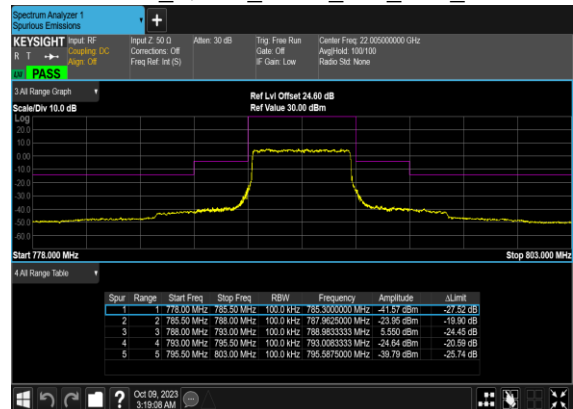 Spectrum Analyzer 1
Spurious Emissions
+
KEYSIGHT Input: RF Input Z: 50 Ω Atten: 30 dB Trig: Free Run Center Freq: 22.005000000 GHz
R T Coupling: DC Corrections: Off Gate: Off Avg|Hold: 100/100
Align: Off Freq Ref: Int (S) IF Gain: Low Radio Std: None
LXI PASS
3 All Range Graph
Ref Lvl Offset 24.60 dB
Scale/Div 10.0 dB Ref Value 30.00 dBm
Log
20.0
10.0
0.00
-10.0
-20.0
-30.0
-40.0
-50.0
-60.0
Start 778.000 MHz Stop 803.000 MHz
4 All Range Table
Spur Range Start Freq Stop Freq RBW Frequency Amplitude ΔLimit
1 1 778.00 MHz 785.50 MHz 100.0 kHz 785.3000000 MHz -41.57 dBm -27.52 dB
2 2 785.50 MHz 788.00 MHz 100.0 kHz 787.9625000 MHz -23.95 dBm -19.90 dB
3 3 788.00 MHz 793.00 MHz 100.0 kHz 788.9833333 MHz 5.550 dBm -24.45 dB
4 4 793.00 MHz 795.50 MHz 100.0 kHz 793.0083333 MHz -24.64 dBm -20.59 dB
5 5 795.50 MHz 803.00 MHz 100.0 kHz 795.5875000 MHz -39.79 dBm -25.74 dB
? Oct 09, 2023
3:19:08 AM